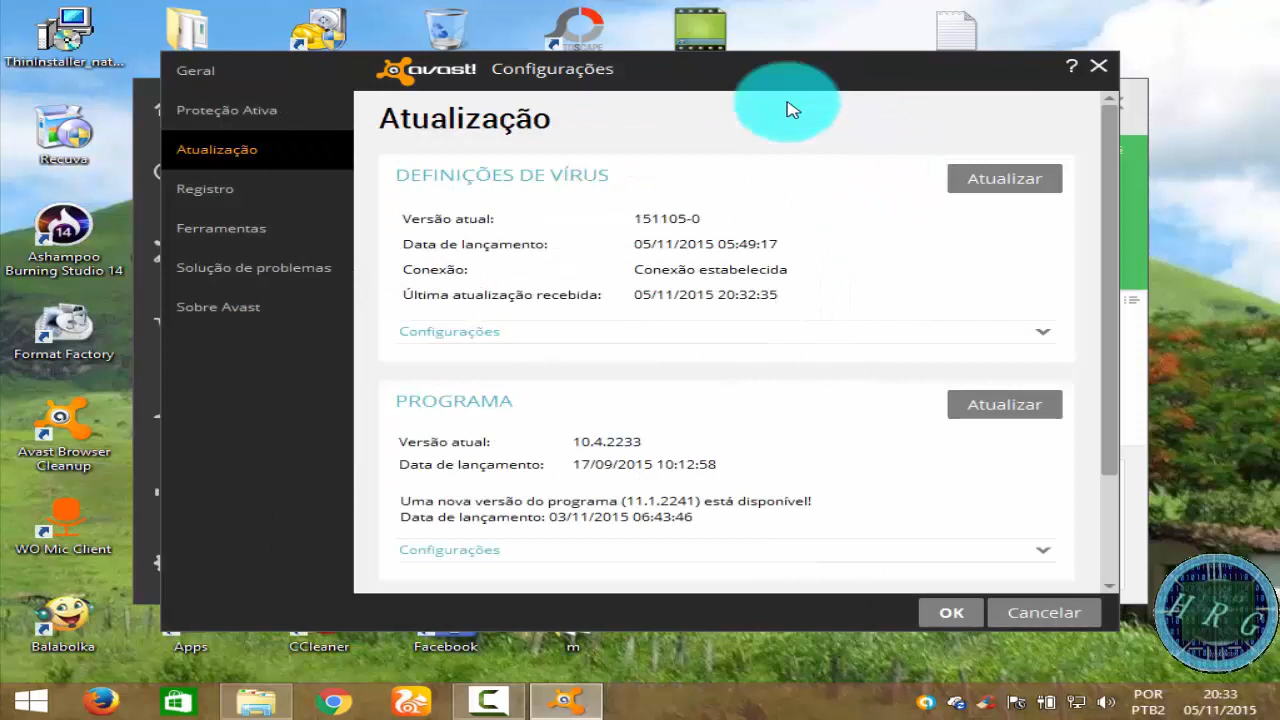 ThinInstaller_nat...
Recuva
Ashampoo
Burning Studio 14
Format Factory
Avast Browser
Cleanup
WO Mic Client
Balabolka
Apps
CCleaner
Facebook
m
Geral
Proteção Ativa
Atualização
Registro
Ferramentas
Solução de problemas
Sobre Avast
avast! Configurações
?
Atualização
DEFINIÇÕES DE VÍRUS
Atualizar
Versão atual: 151105-0
Data de lançamento: 05/11/2015 05:49:17
Conexão: Conexão estabelecida
Última atualização recebida: 05/11/2015 20:32:35
Configurações
PROGRAMA
Atualizar
Versão atual: 10.4.2233
Data de lançamento: 17/09/2015 10:12:58
Uma nova versão do programa (11.1.2241) está disponível!
Data de lançamento: 03/11/2015 06:43:46
Configurações
OK Cancelar
HRG
POR
PTB2
20:33
05/11/2015